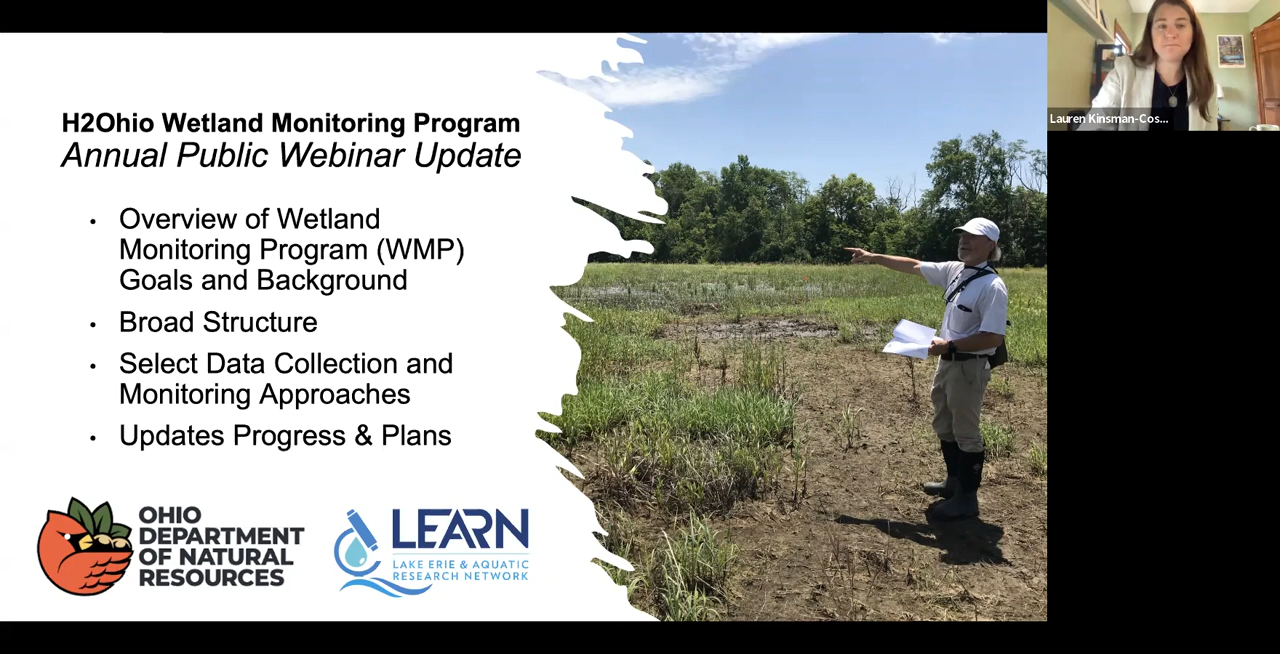 H2Ohio Wetland Monitoring Program
Annual Public Webinar Update
• Overview of Wetland
Monitoring Program (WMP)
Goals and Background
• Broad Structure
• Select Data Collection and
Monitoring Approaches
• Updates Progress & Plans
OHIO
DEPARTMENT
OF NATURAL
RESOURCES
LEARN
LAKE ERIE & AQUATIC
RESEARCH NETWORK
Lauren Kinsman-Cos...